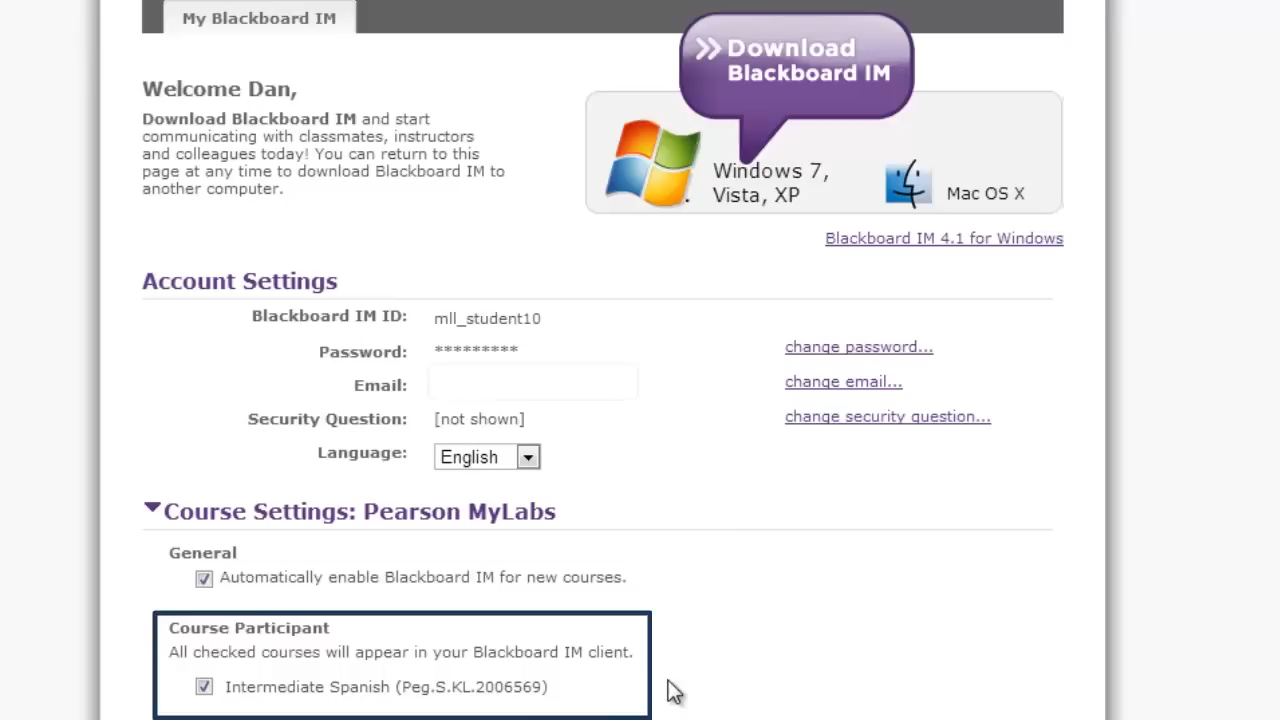 My Blackboard IM
Download
Blackboard IM
Welcome Dan,
Download Blackboard IM and start
communicating with classmates, instructors
and colleagues today! You can return to this
page at any time to download Blackboard IM to
another computer.
Windows 7,
Vista, XP
Mac OS X
Blackboard IM 4.1 for Windows
Account Settings
Blackboard IM ID: mll_student10
Password: ********* change password...
Email: change email...
Security Question: [not shown] change security question...
Language: English
Course Settings: Pearson MyLabs
General
Automatically enable Blackboard IM for new courses.
Course Participant
All checked courses will appear in your Blackboard IM client.
Intermediate Spanish (Peg.S.KL.2006569)